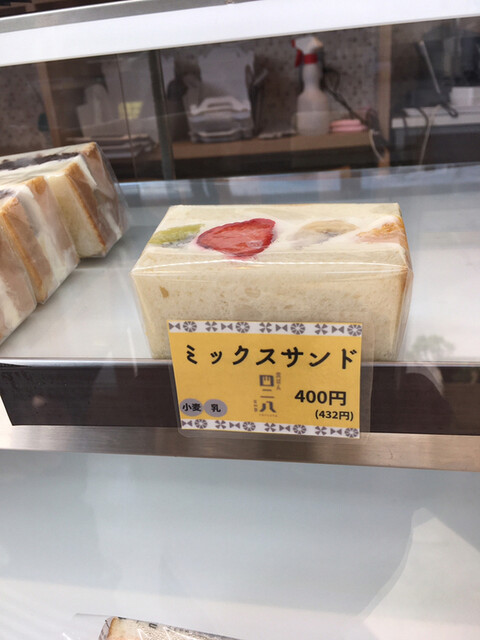 ミックスサンド
四二八
小麦 乳
400円
(432円)